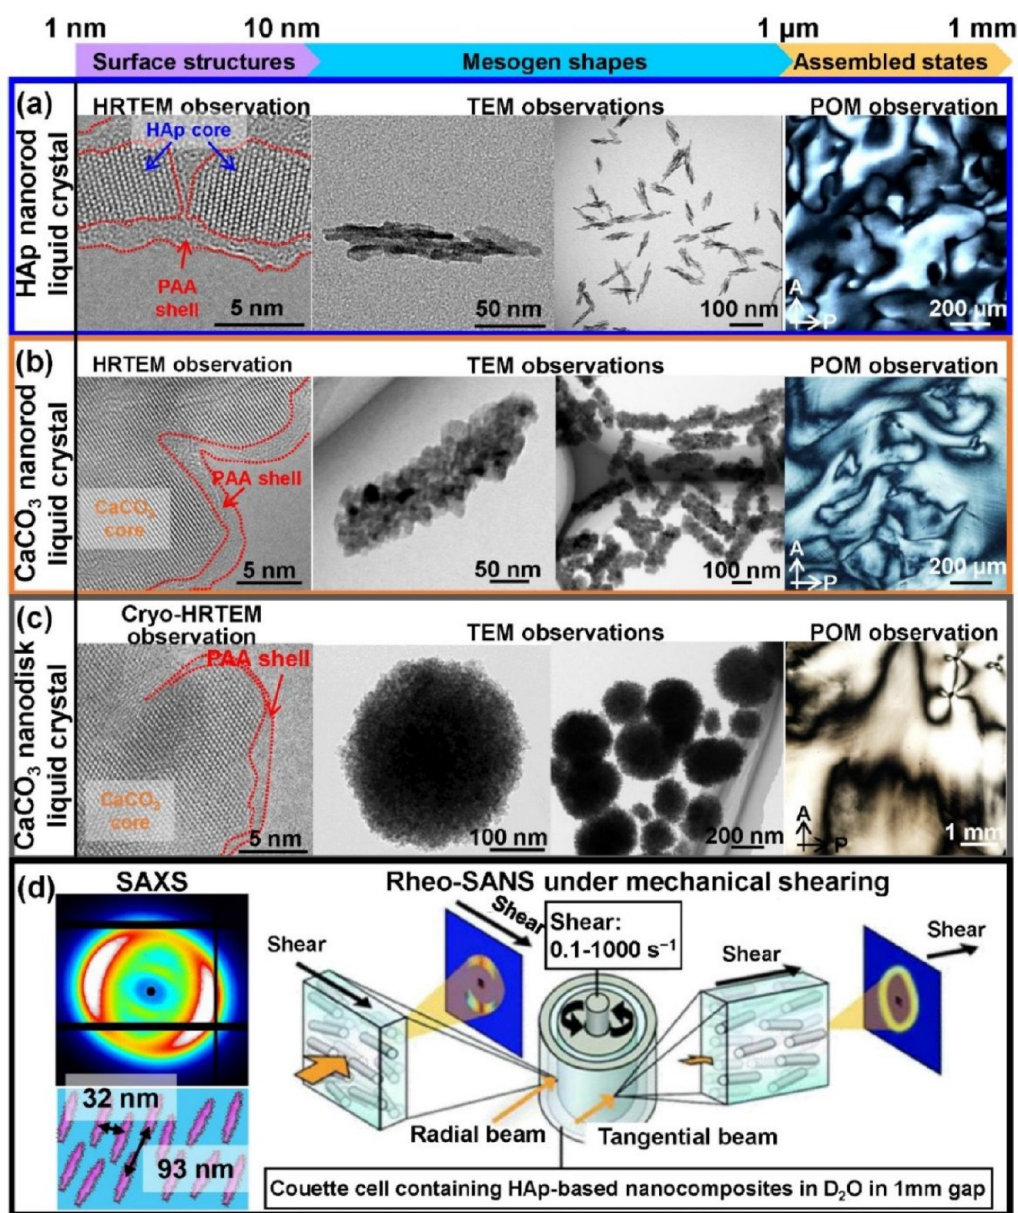 1 nm 10 nm 1 µm 1 mm
Surface structures Mesogen shapes Assembled states
(a)
HAp nanorod
liquid crystal
HRTEM observation TEM observations POM observation
HAp core
PAA
shell
5 nm
50 nm
100 nm
A
P
200 µm
(b)
CaCO₃ nanorod
liquid crystal
HRTEM observation TEM observations POM observation
PAA shell
CaCO₃
core
5 nm
50 nm
100 nm
A
P
200 µm
(c)
CaCO₃ nanodisk
liquid crystal
Cryo-HRTEM
observation
TEM observations POM observation
PAA shell
CaCO₃
core
5 nm
100 nm
200 nm
A
P
1 mm
(d)
SAXS
Rheo-SANS under mechanical shearing
32 nm
93 nm
Shear
Shear
Shear:
0.1-1000 s⁻¹
Shear
Shear
Radial beam
Tangential beam
Couette cell containing HAp-based nanocomposites in D₂O in 1mm gap